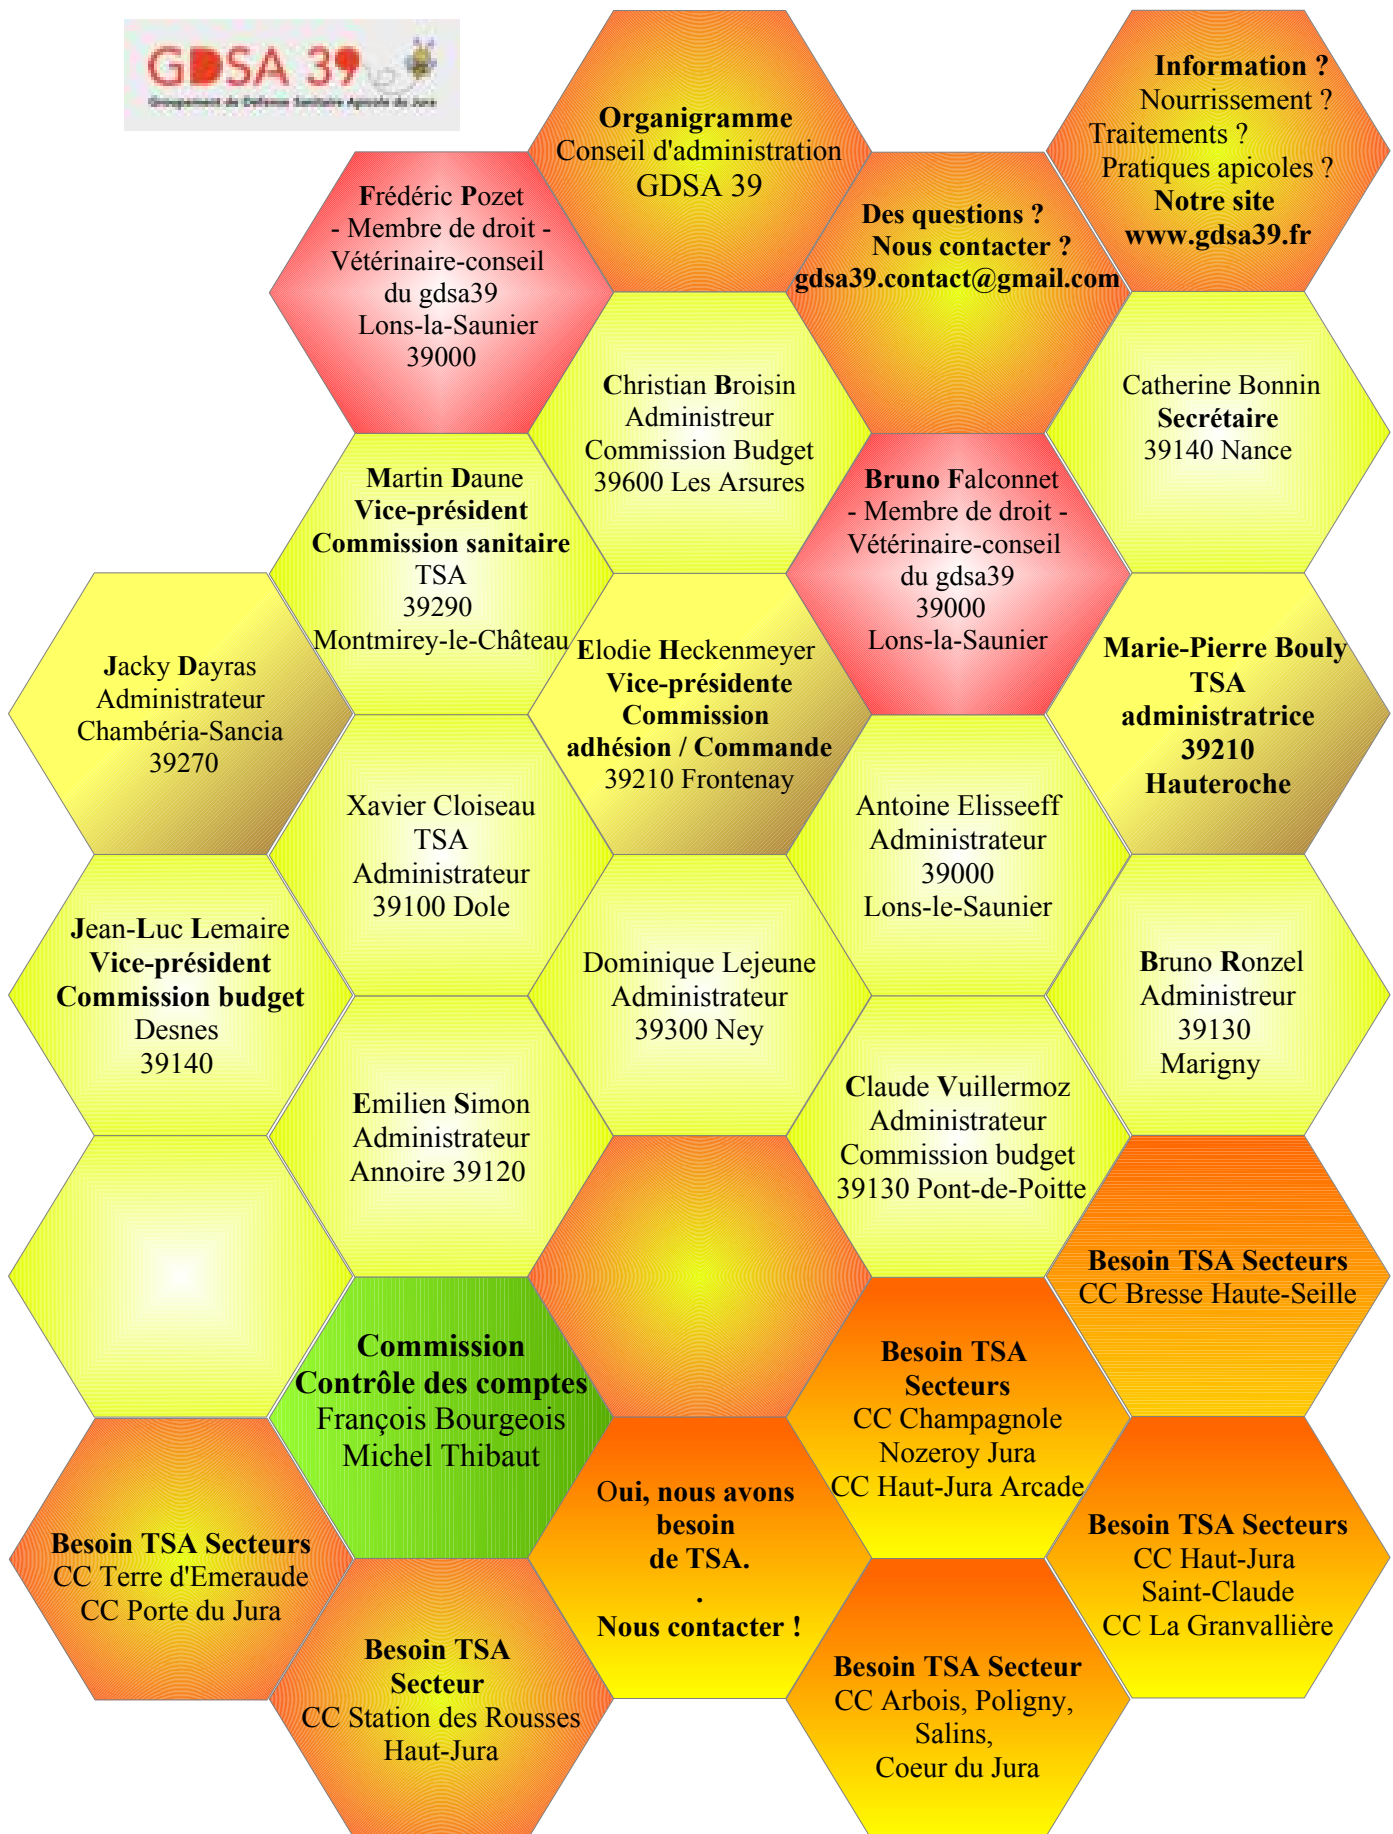 GDSA 39
Groupement de Défense Sanitaire Apicole du Jura
Organigramme
Conseil d'administration
GDSA 39
Information ?
Nourrissement ?
Traitements ?
Pratiques apicoles ?
Notre site
www.gdsa39.fr
Frédéric Pozet
- Membre de droit -
Vétérinaire-conseil
du gdsa39
Lons-la-Saunier
39000
Des questions ?
Nous contacter ?
gdsa39.contact@gmail.com
Christian Broisin
Administreur
Commission Budget
39600 Les Arsures
Catherine Bonnin
Secrétaire
39140 Nance
Martin Daune
Vice-président
Commission sanitaire
TSA
39290
Montmirey-le-Château
Bruno Falconnet
- Membre de droit -
Vétérinaire-conseil
du gdsa39
39000
Lons-la-Saunier
Jacky Dayras
Administrateur
Chambéria-Sancia
39270
Elodie Heckenmeyer
Vice-présidente
Commission
adhésion / Commande
39210 Frontenay
Marie-Pierre Bouly
TSA
administratrice
39210
Hauteroche
Xavier Cloiseau
TSA
Administrateur
39100 Dole
Antoine Elisseeff
Administrateur
39000
Lons-le-Saunier
Jean-Luc Lemaire
Vice-président
Commission budget
Desnes
39140
Dominique Lejeune
Administrateur
39300 Ney
Bruno Ronzel
Administreur
39130
Marigny
Emilien Simon
Administrateur
Annoire 39120
Claude Vuillermoz
Administrateur
Commission budget
39130 Pont-de-Poitte
Besoin TSA Secteurs
CC Bresse Haute-Seille
Commission
Contrôle des comptes
François Bourgeois
Michel Thibaut
Besoin TSA
Secteurs
CC Champagnole
Nozeroy Jura
CC Haut-Jura Arcade
Besoin TSA Secteurs
CC Terre d'Emeraude
CC Porte du Jura
Oui, nous avons
besoin
de TSA.
.
Nous contacter !
Besoin TSA Secteurs
CC Haut-Jura
Saint-Claude
CC La Granvallière
Besoin TSA
Secteur
CC Station des Rousses
Haut-Jura
Besoin TSA Secteur
CC Arbois, Poligny,
Salins,
Coeur du Jura